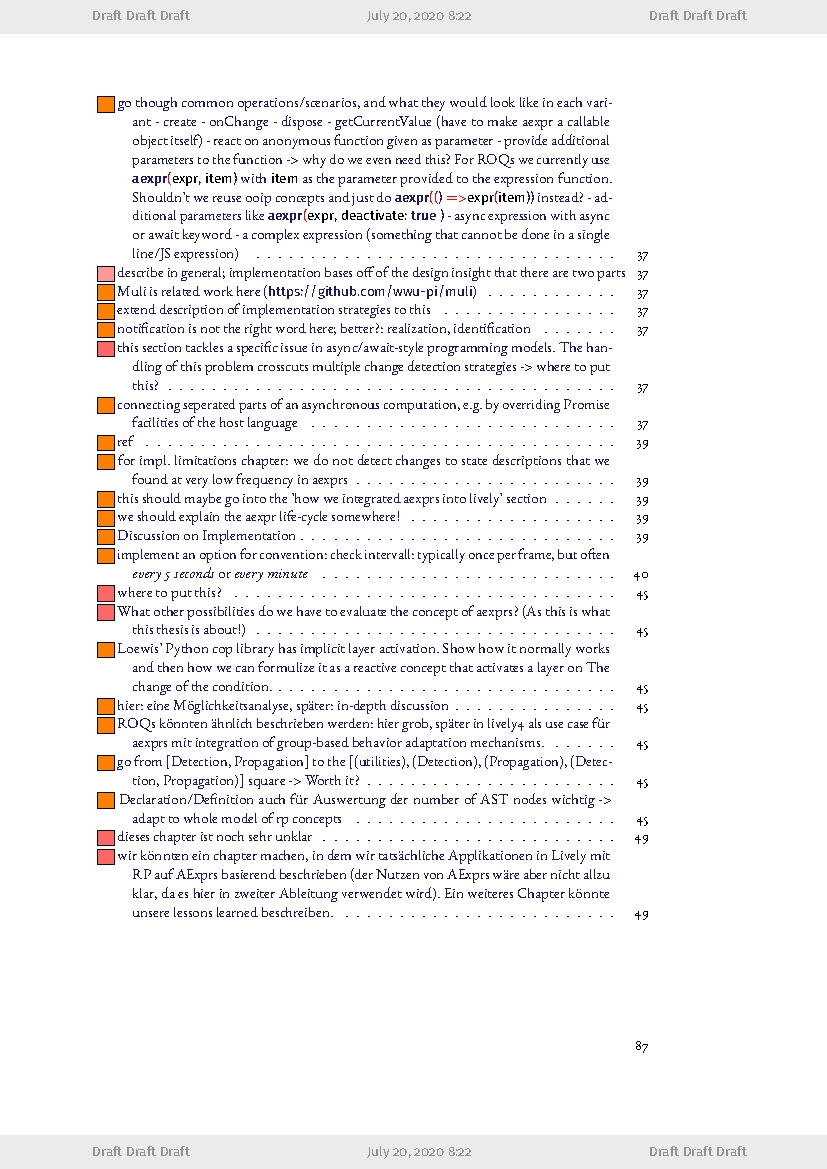 Draft Draft Draft July 20, 2020 8:22 Draft Draft Draft
go though common operations/scenarios, and what they would look like in each vari-
ant - create - onChange - dispose - getCurrentValue (have to make aexpr a callable
object itself) - react on anonymous function given as parameter - provide additional
parameters to the function -> why do we even need this? For ROQs we currently use
aexpr(expr, item) with item as the parameter provided to the expression function.
Shouldn't we reuse ooip concepts and just do aexpr(() =>expr(item)) instead? - ad-
ditional parameters like aexpr(expr, deactivate: true ) - async expression with async
or await keyword - a complex expression (something that cannot be done in a single
line/JS expression) . . . . . . . . . . . . . . . . . . . . . . . . . . . . . . . . . . . . . . . 37
describe in general; implementation bases off of the design insight that there are two parts 37
Muli is related work here (https://github.com/wwu-pi/muli) . . . . . . . . . . . . . . 37
extend description of implementation strategies to this . . . . . . . . . . . . . . . . . . . 37
notification is not the right word here; better?: realization, identification . . . . . . . . 37
this section tackles a specific issue in async/await-style programming models. The han-
dling of this problem crosscuts multiple change detection strategies -> where to put
this? . . . . . . . . . . . . . . . . . . . . . . . . . . . . . . . . . . . . . . . . . . . . . . . . . 37
connecting seperated parts of an asynchronous computation, e.g. by overriding Promise
facilities of the host language . . . . . . . . . . . . . . . . . . . . . . . . . . . . . . . . . 37
ref . . . . . . . . . . . . . . . . . . . . . . . . . . . . . . . . . . . . . . . . . . . . . . . . . . . 39
for impl. limitations chapter: we do not detect changes to state descriptions that we
found at very low frequency in aexprs . . . . . . . . . . . . . . . . . . . . . . . . . . . . 39
this should maybe go into the 'how we integrated aexprs into lively' section . . . . . . . 39
we should explain the aexpr life-cycle somewhere! . . . . . . . . . . . . . . . . . . . . . . 39
Discussion on Implementation . . . . . . . . . . . . . . . . . . . . . . . . . . . . . . . . . . 39
implement an option for convention: check intervall: typically once per frame, but often
every 5 seconds or every minute . . . . . . . . . . . . . . . . . . . . . . . . . . . . . . . . 40
where to put this? . . . . . . . . . . . . . . . . . . . . . . . . . . . . . . . . . . . . . . . . . . 45
What other possibilities do we have to evaluate the concept of aexprs? (As this is what
this thesis is about!) . . . . . . . . . . . . . . . . . . . . . . . . . . . . . . . . . . . . . . . 45
Loewis' Python cop library has implicit layer activation. Show how it normally works
and then how we can formulize it as a reactive concept that activates a layer on The
change of the condition. . . . . . . . . . . . . . . . . . . . . . . . . . . . . . . . . . . . . . 45
hier: eine Möglichkeitsanalyse, später: in-depth discussion . . . . . . . . . . . . . . . . . . 45
ROQs könnten ähnlich beschrieben werden: hier grob, später in lively4 als use case für
aexprs mit integration of group-based behavior adaptation mechanisms. . . . . . . . 45
go from [Detection, Propagation] to the [(utilities), (Detection), (Propagation), (Detec-
tion, Propagation)] square -> Worth it? . . . . . . . . . . . . . . . . . . . . . . . . . . . 45
Declaration/Definition auch für Auswertung der number of AST nodes wichtig ->
adapt to whole model of rp concepts . . . . . . . . . . . . . . . . . . . . . . . . . . . . . 45
dieses chapter ist noch sehr unklar . . . . . . . . . . . . . . . . . . . . . . . . . . . . . . . . 49
wir könnten ein chapter machen, in dem wir tatsächliche Applikationen in Lively mit
RP auf AExprs basierend beschrieben (der Nutzen von AExprs wäre aber nicht allzu
klar, da es hier in zweiter Ableitung verwendet wird). Ein weiteres Chapter könnte
unsere lessons learned beschreiben. . . . . . . . . . . . . . . . . . . . . . . . . . . . . . . 49
87
Draft Draft Draft July 20, 2020 8:22 Draft Draft Draft